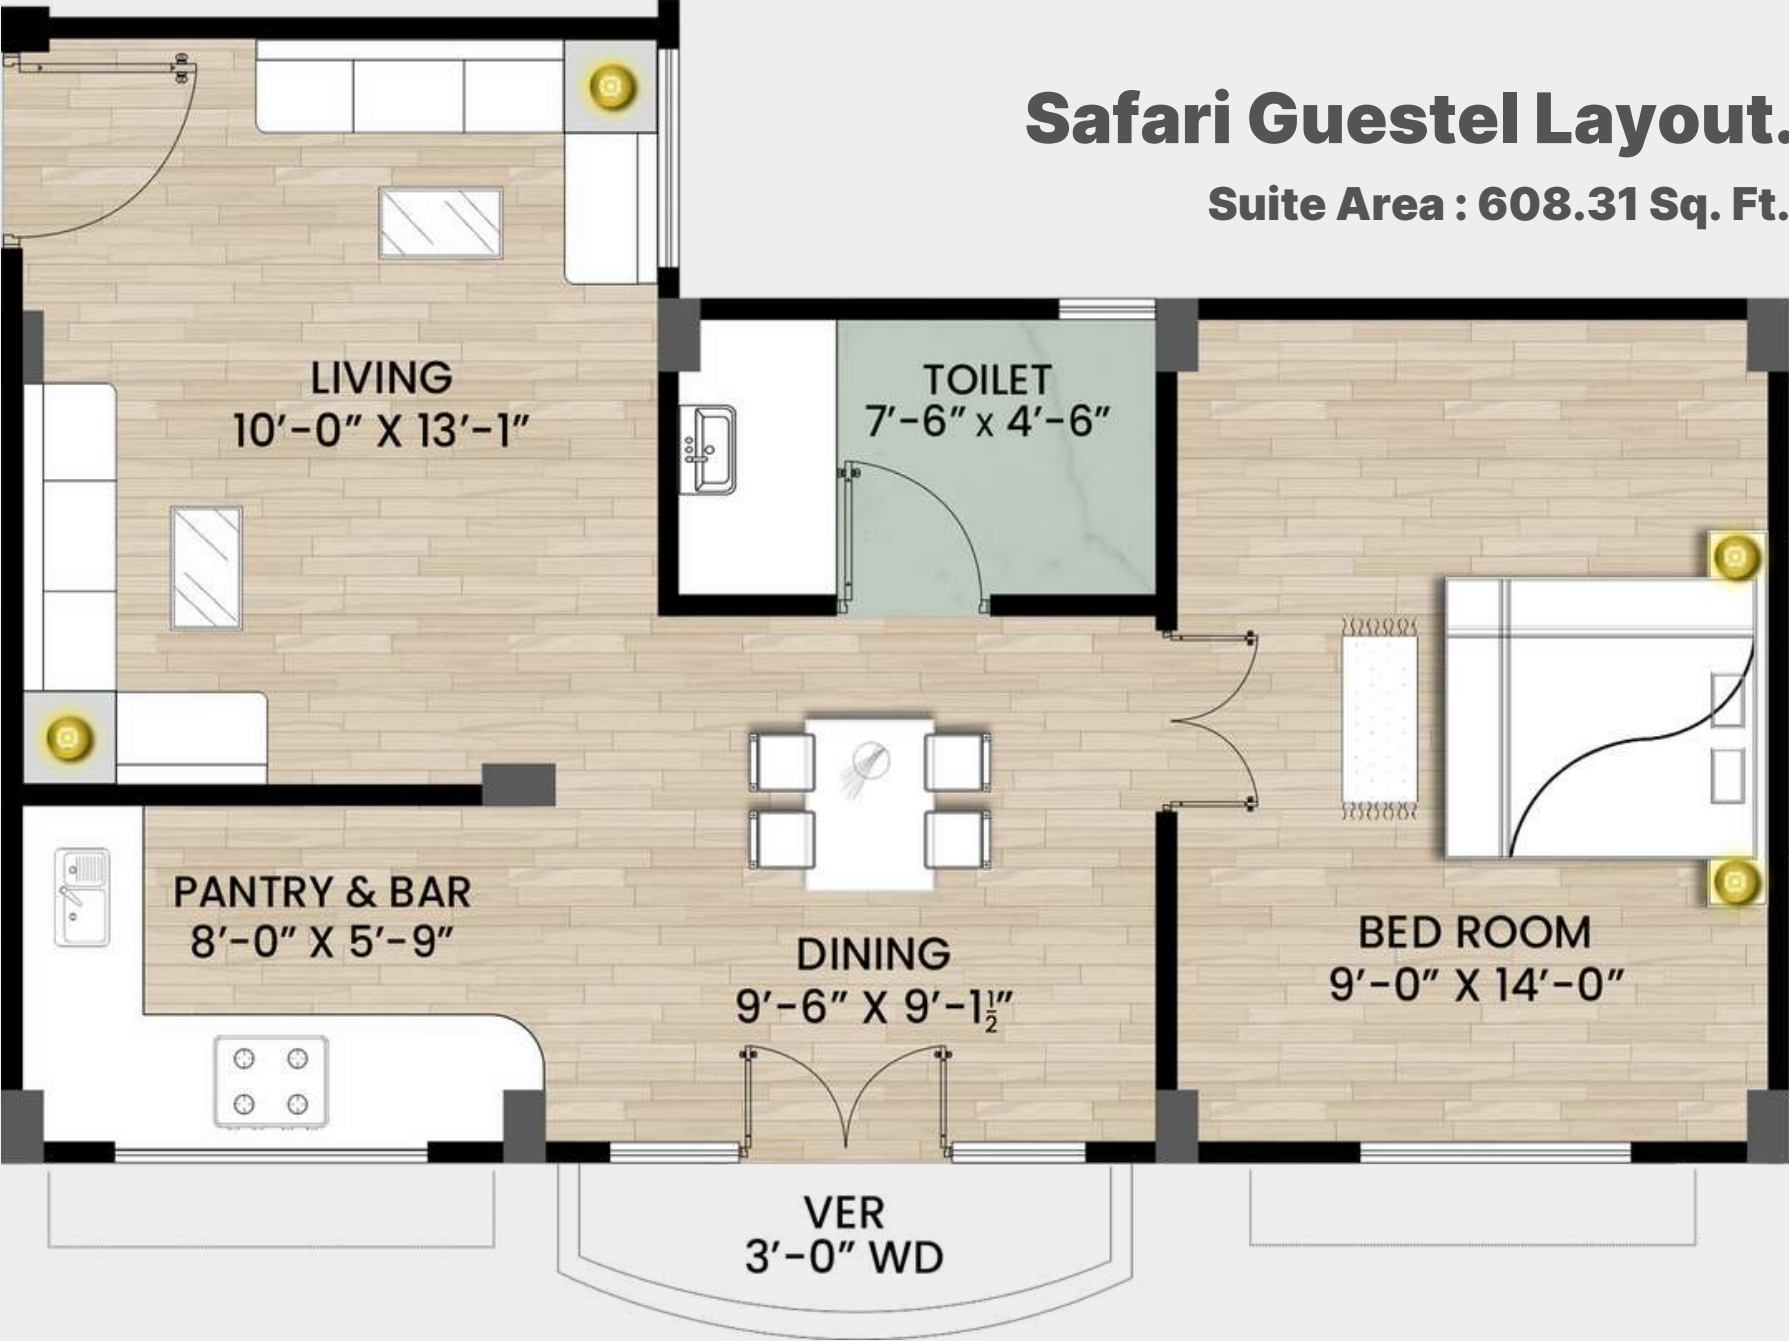 Safari Guestel Layout.
Suite Area : 608.31 Sq. Ft.
LIVING
10’-0” X 13’-1”
TOILET
7’-6” x 4’-6”
PANTRY & BAR
8’-0” X 5’-9”
DINING
9’-6” X 9’-1½”
BED ROOM
9’-0” X 14’-0”
VER
3’-0” WD